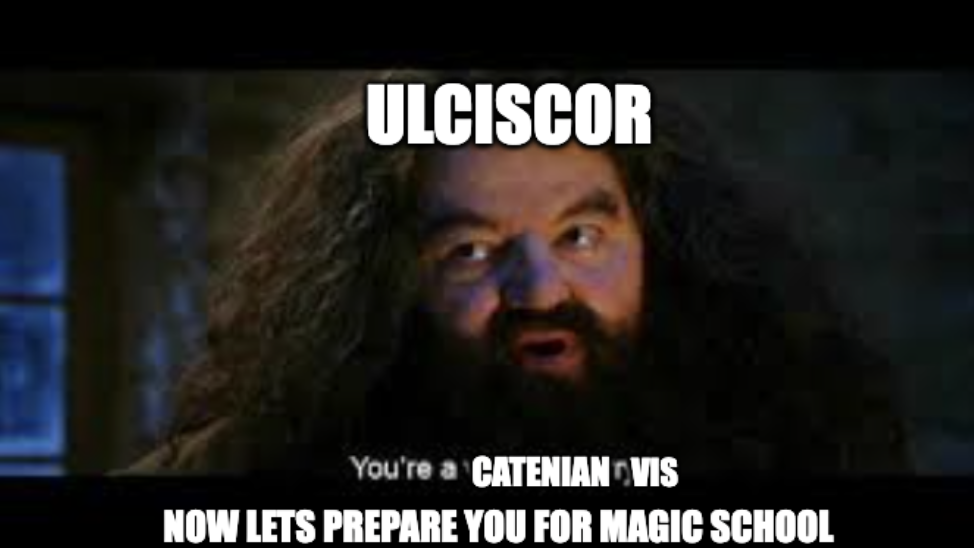 ULCISCOR
You're a CATENIAN VIS
NOW LETS PREPARE YOU FOR MAGIC SCHOOL